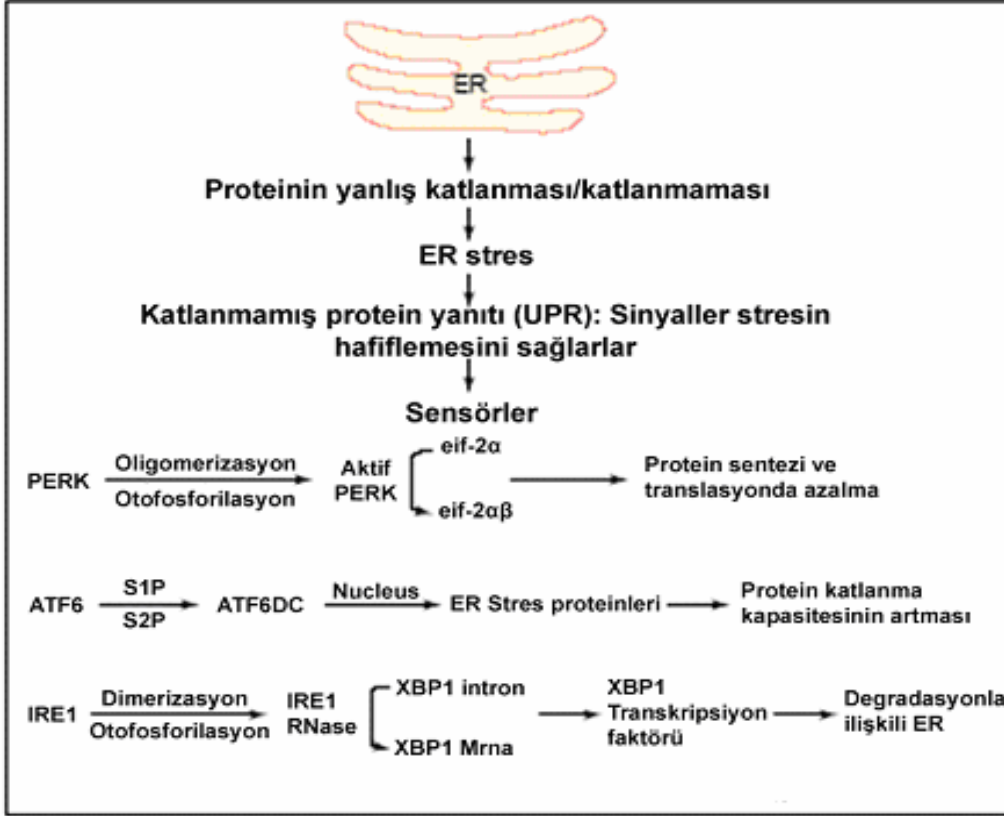 ER
Proteinin yanlış katlanması/katlanmaması
ER stres
Katlanmamış protein yanıtı (UPR): Sinyaller stresin
hafiflemesini sağlarlar
Sensörler
PERK
Oligomerizasyon
Otofosforilasyon
Aktif
PERK
eif-2α
eif-2αβ
Protein sentezi ve
translasyonda azalma
ATF6
S1P
S2P
ATF6DC
Nucleus
ER Stres proteinleri
Protein katlanma
kapasitesinin artması
IRE1
Dimerizasyon
Otofosforilasyon
IRE1
RNase
XBP1 intron
XBP1 Mrna
XBP1
Transkripsiyon
faktörü
Degradasyonla
ilişkili ER